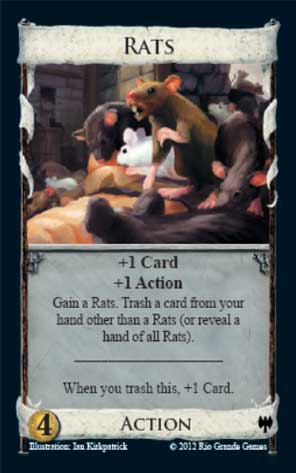 RATS
+1 Card
+1 Action
Gain a Rats. Trash a card from your
hand other than a Rats (or reveal a
hand of all Rats).
When you trash this, +1 Card.
4
ACTION
Illustration: Ian Kirkpatrick
© 2012 Rio Grande Games